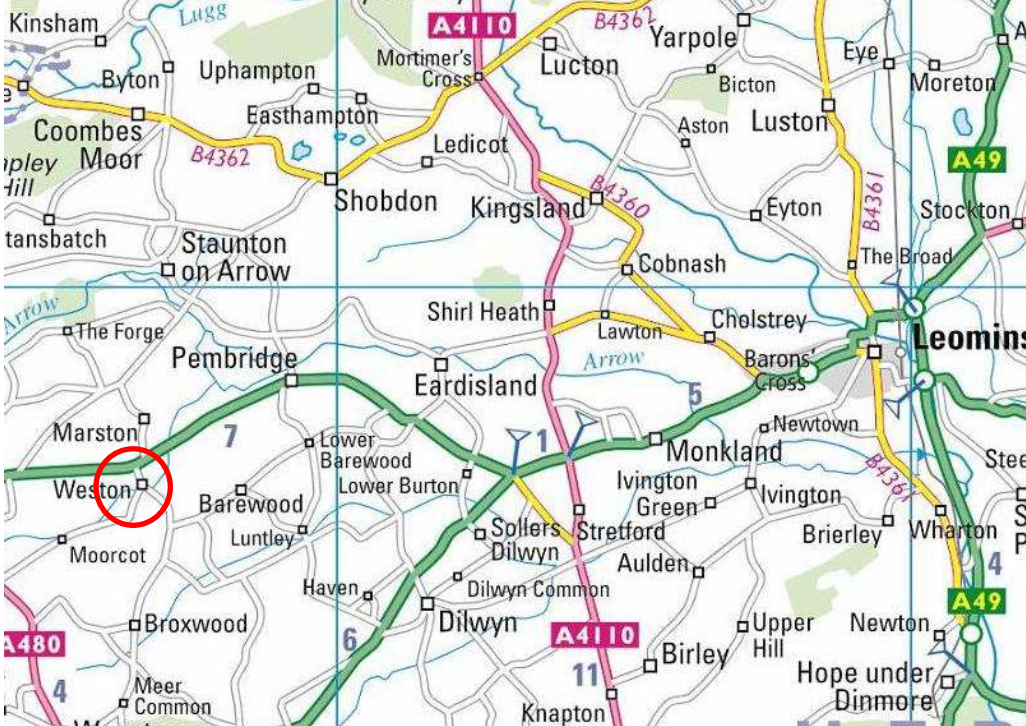 Kinsham
Lugg
A4110
B4362
Yarpole
Eye
Mortimer's
Cross
Lucton
Byton
Uphampton
Bicton
Moreton
Easthampton
Coombes
Moor
Luston
Aston
A49
B4362
Ledicot
Hill
Shobdon
Kingsland
B4360
Eyton
B4361
Stockton
tansbatch
Staunton
on Arrow
Cobnash
The Broad
Arrow
The Forge
Shirl Heath
Lawton
Cholstrey
Leomins
Pembridge
Arrow
Barons'
Cross
Eardisland
5
Marston
7
Lower
Barewood
1
Newtown
Monkland
Weston
Lower Burton
Ivington
Green
B4361
Stee
Barewood
Ivington
Luntley
Sollers
Dilwyn
Stretford
Brierley
Wharton
Moorcot
Aulden
4
Haven
Dilwyn Common
A49
Broxwood
Dilwyn
A4110
Upper
Hill
Newton
A480
6
Birley
4
Meer
Common
11
Hope under
Dinmore
Knapton